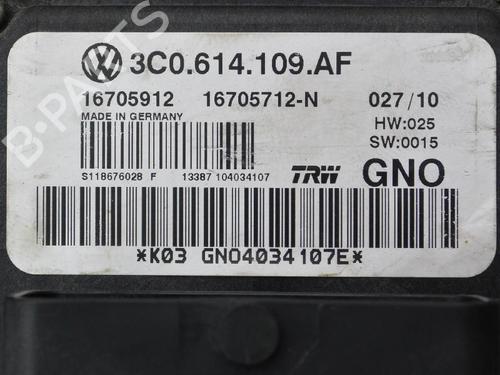 3C0.614.109.AF
16705912 16705712-N 027/10
MADE IN GERMANY
HW:025
SW:0015
S118676028 F 13387 104034107 TRW GNO
*K03 GNO4034107E*
B-PARTS